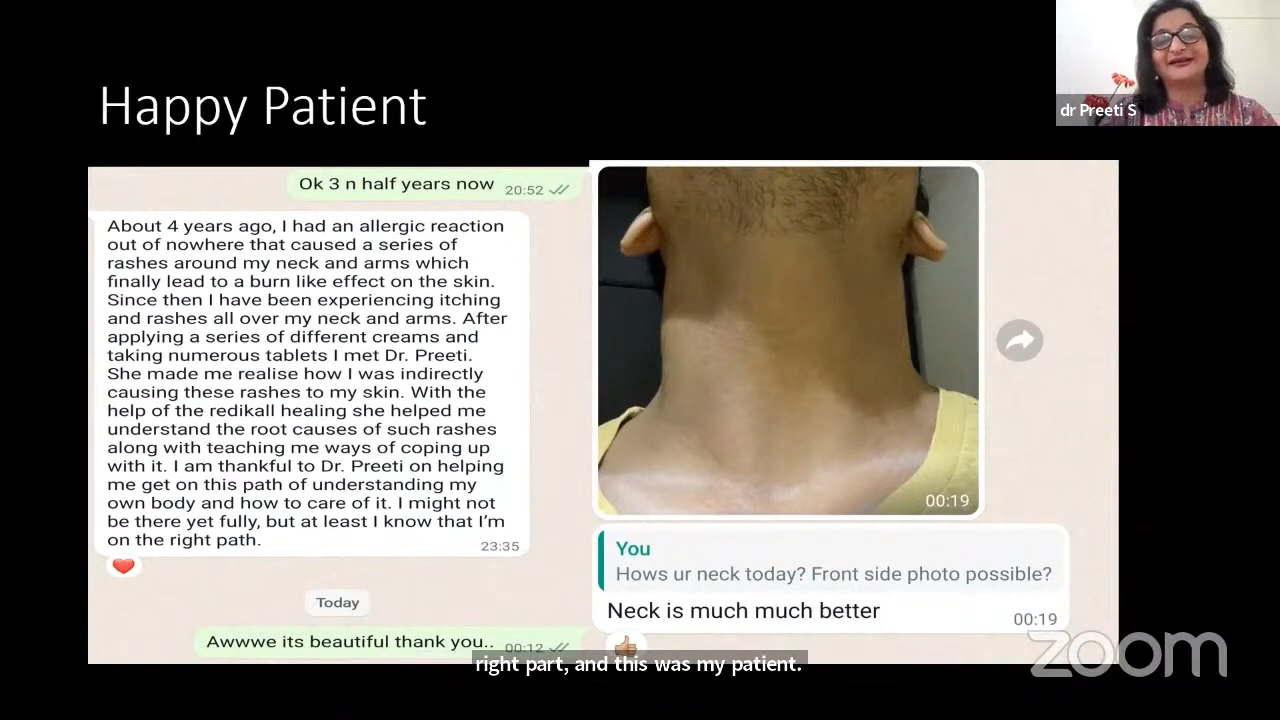 Happy Patient
dr Preeti S
Ok 3 n half years now 20:52
About 4 years ago, I had an allergic reaction
out of nowhere that caused a series of
rashes around my neck and arms which
finally lead to a burn like effect on the skin.
Since then I have been experiencing itching
and rashes all over my neck and arms. After
applying a series of different creams and
taking numerous tablets I met Dr. Preeti.
She made me realise how I was indirectly
causing these rashes to my skin. With the
help of the redikall healing she helped me
understand the root causes of such rashes
along with teaching me ways of coping up
with it. I am thankful to Dr. Preeti on helping
me get on this path of understanding my
own body and how to care of it. I might not
be there yet fully, but at least I know that I'm
on the right path. 23:35
Today
Awwwe its beautiful thank you.. 00:12
00:19
You
Hows ur neck today? Front side photo possible?
Neck is much much better 00:19
right part, and this was my patient.
zoom